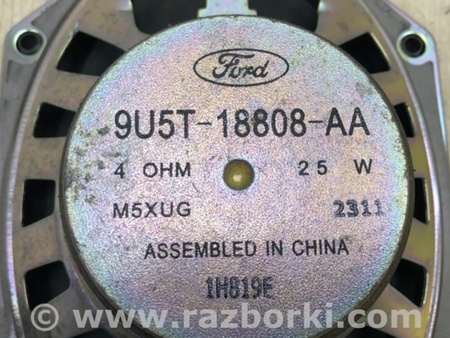 Ford
9U5T-18808-AA
4 OHM 25 W
M5XUG 2311
ASSEMBLED IN CHINA
1H819E
www.razborki.com